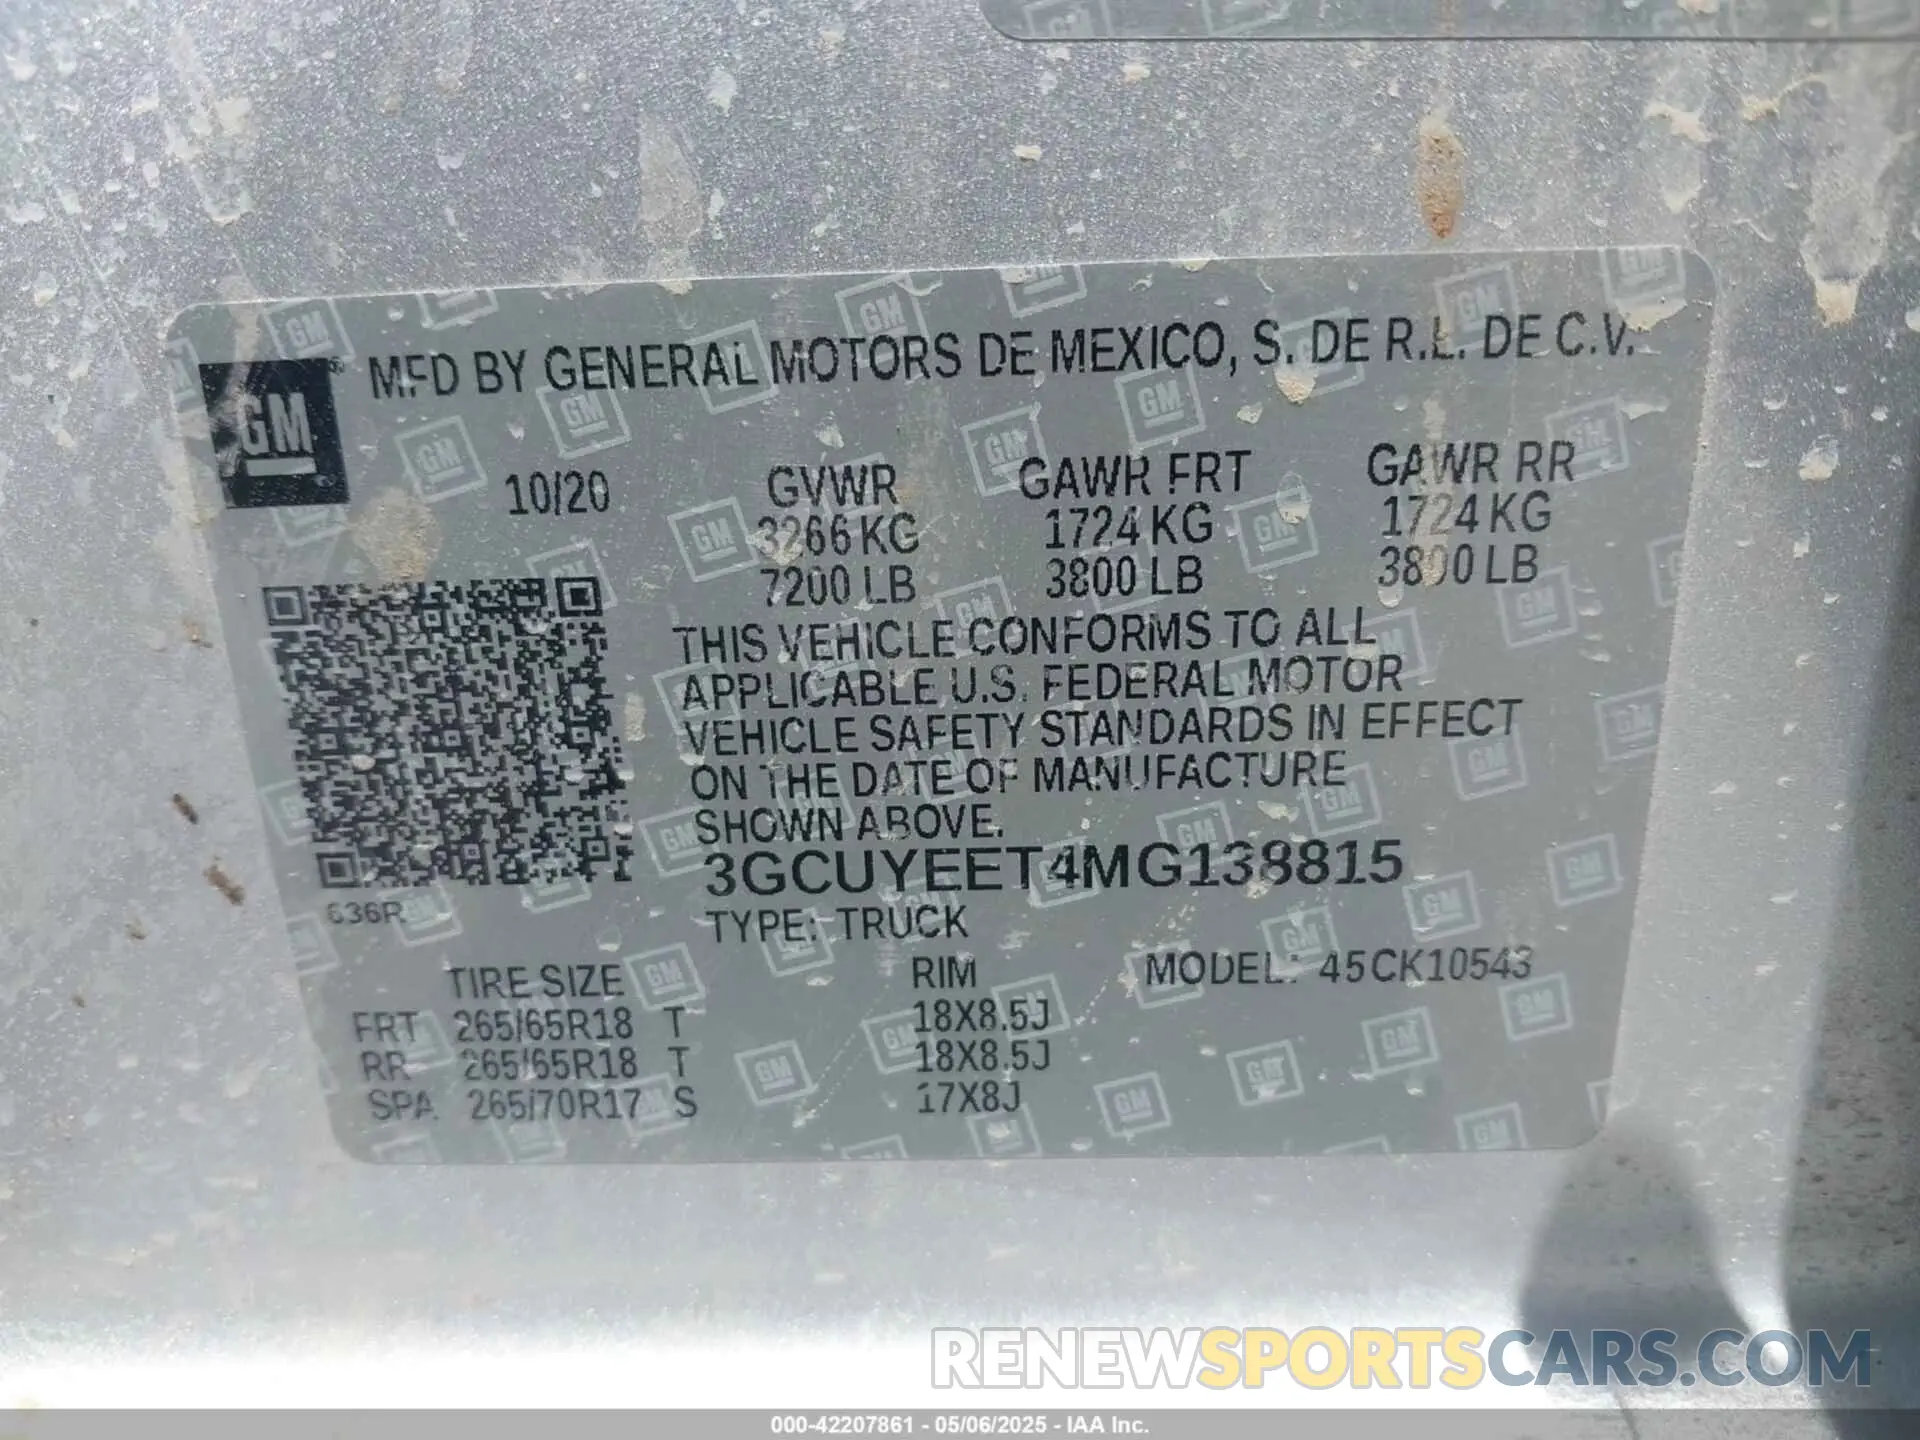 MFD BY GENERAL MOTORS DE MEXICO, S. DE R.L. DE C.V.
GM
10/20 GVWR GAWR FRT GAWR RR
3266 KG 1724 KG 1724 KG
7200 LB 3800 LB 3800 LB
THIS VEHICLE CONFORMS TO ALL
APPLICABLE U.S. FEDERAL MOTOR
VEHICLE SAFETY STANDARDS IN EFFECT
ON THE DATE OF MANUFACTURE
SHOWN ABOVE.
3GCUYEET4MG138815
636R
TYPE: TRUCK
TIRE SIZE RIM MODEL: 45CK10543
FRT 265/65R18 T 18X8.5J
RR 265/65R18 T 18X8.5J
SPA 265/70R17 S 17X8J
RENEWSPORTSCARS.COM
000-42207861 - 05/06/2025 - IAA Inc.